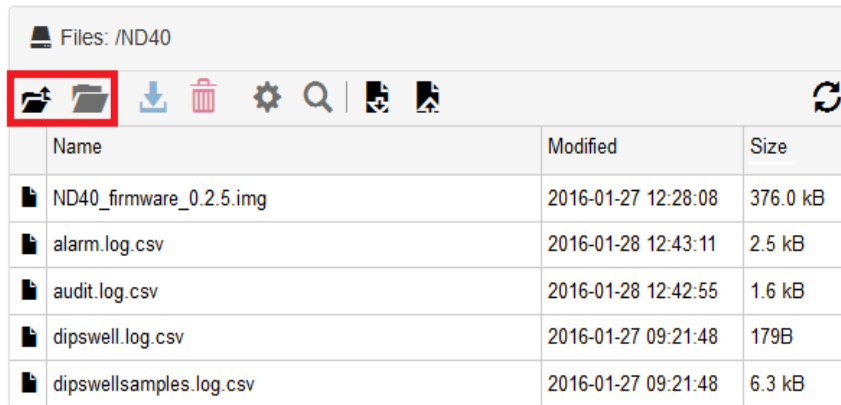 Files: /ND40
Name Modified Size
ND40_firmware_0.2.5.img 2016-01-27 12:28:08 376.0 kB
alarm.log.csv 2016-01-28 12:43:11 2.5 kB
audit.log.csv 2016-01-28 12:42:55 1.6 kB
dipswell.log.csv 2016-01-27 09:21:48 179B
dipswellsamples.log.csv 2016-01-27 09:21:48 6.3 kB